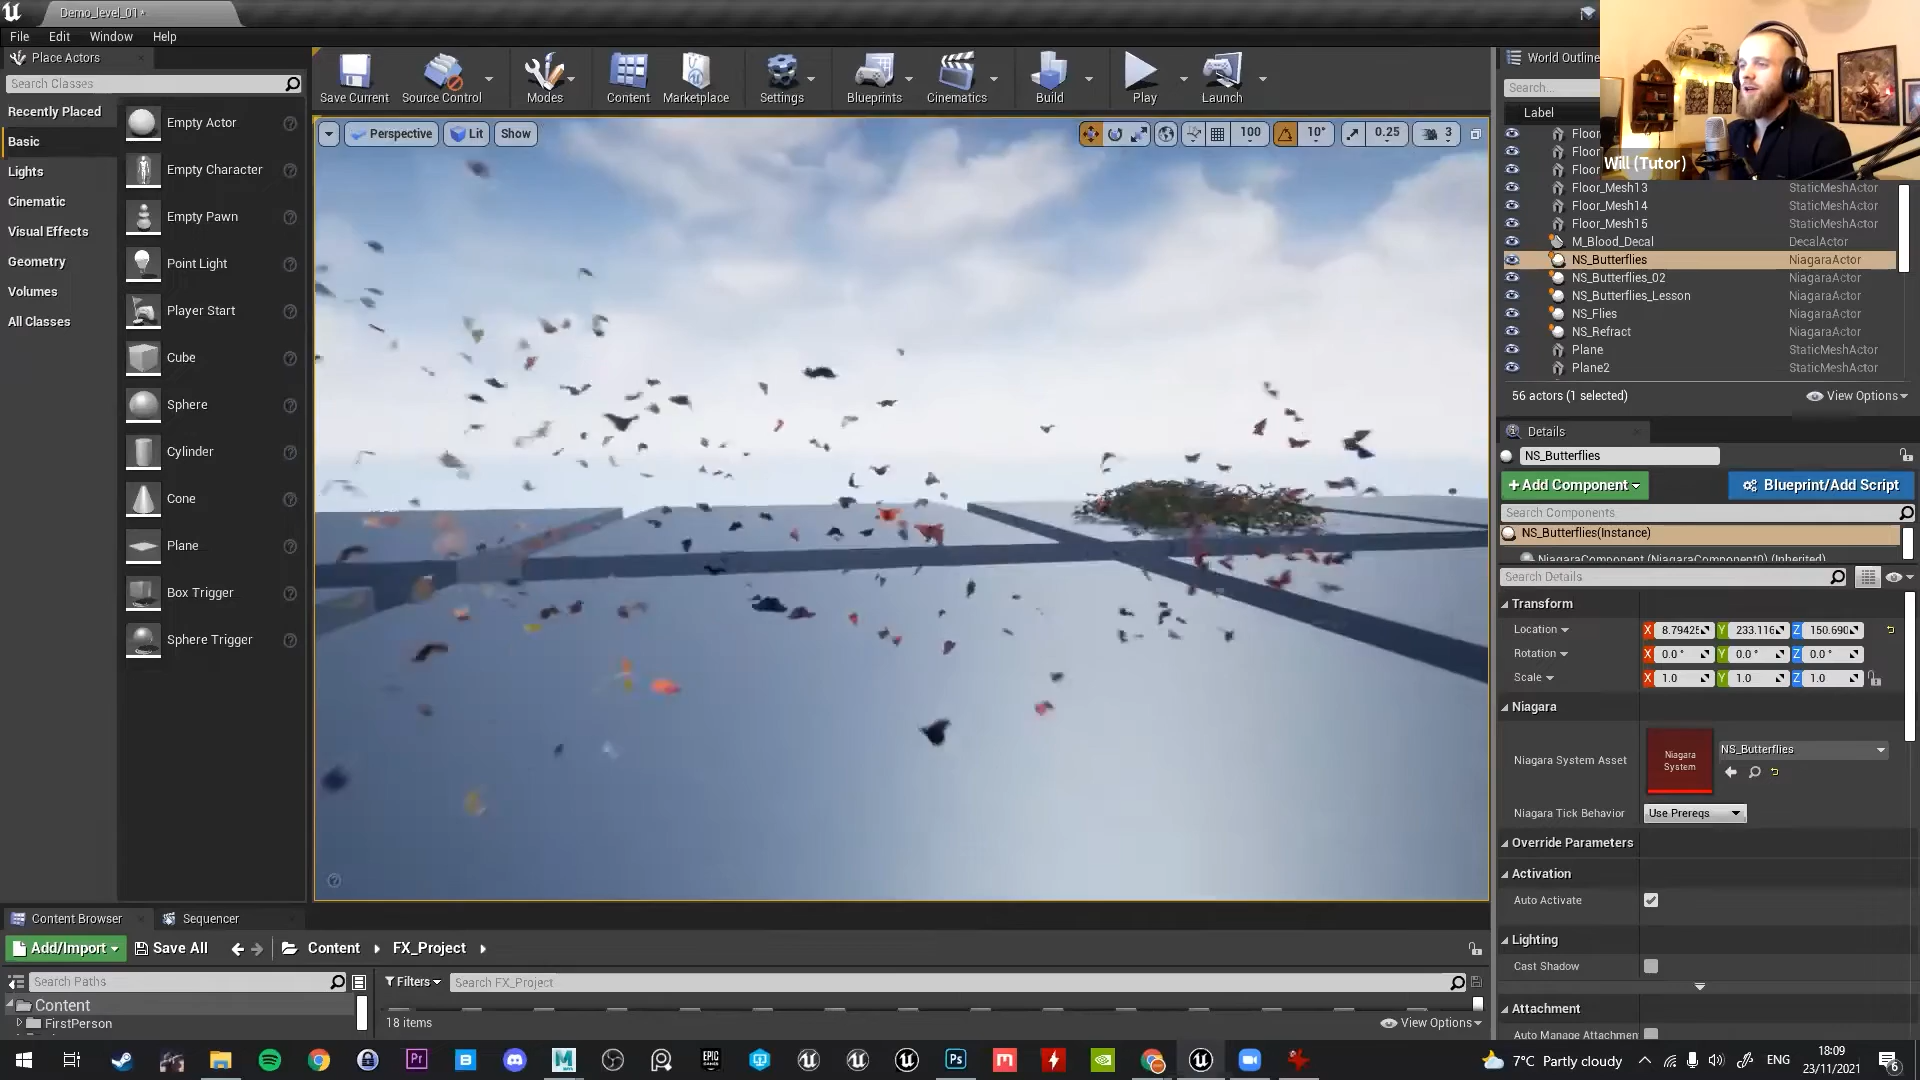 Demo_level_01*
File Edit Window Help
Place Actors
Search Classes
Recently Placed
Basic
Lights
Cinematic
Visual Effects
Geometry
Volumes
All Classes
Empty Actor
Empty Character
Empty Pawn
Point Light
Player Start
Cube
Sphere
Cylinder
Cone
Plane
Box Trigger
Sphere Trigger
Save Current
Source Control
Modes
Content
Marketplace
Settings
Blueprints
Cinematics
Build
Play
Launch
Perspective Lit Show
100 10° 0.25 3
World Outline
Search...
Label
Will (Tutor)
Floor
Floor
Floor
Floor_Mesh13 StaticMeshActor
Floor_Mesh14 StaticMeshActor
Floor_Mesh15 StaticMeshActor
M_Blood_Decal DecalActor
NS_Butterflies NiagaraActor
NS_Butterflies_02 NiagaraActor
NS_Butterflies_Lesson NiagaraActor
NS_Flies NiagaraActor
NS_Refract NiagaraActor
Plane StaticMeshActor
Plane2 StaticMeshActor
56 actors (1 selected) View Options
Details
NS_Butterflies
+Add Component Blueprint/Add Script
Search Components
NS_Butterflies(Instance)
NiagaraComponent (NiagaraComponent0) (Inherited)
Search Details
Transform
Location X 8.79428 Y 233.116 Z 150.690
Rotation X 0.0 ° Y 0.0 ° Z 0.0 °
Scale X 1.0 Y 1.0 Z 1.0
Niagara
Niagara System Asset
Niagara System
NS_Butterflies
Niagara Tick Behavior Use Prereqs
Override Parameters
Activation
Auto Activate
Lighting
Cast Shadow
Attachment
Auto Manage Attachmen
Content Browser Sequencer
Add/Import Save All Content FX_Project
Search Paths
Filters Search FX_Project
Content
FirstPerson
18 items
View Options
7°C Partly cloudy
ENG
18:09
23/11/2021
6